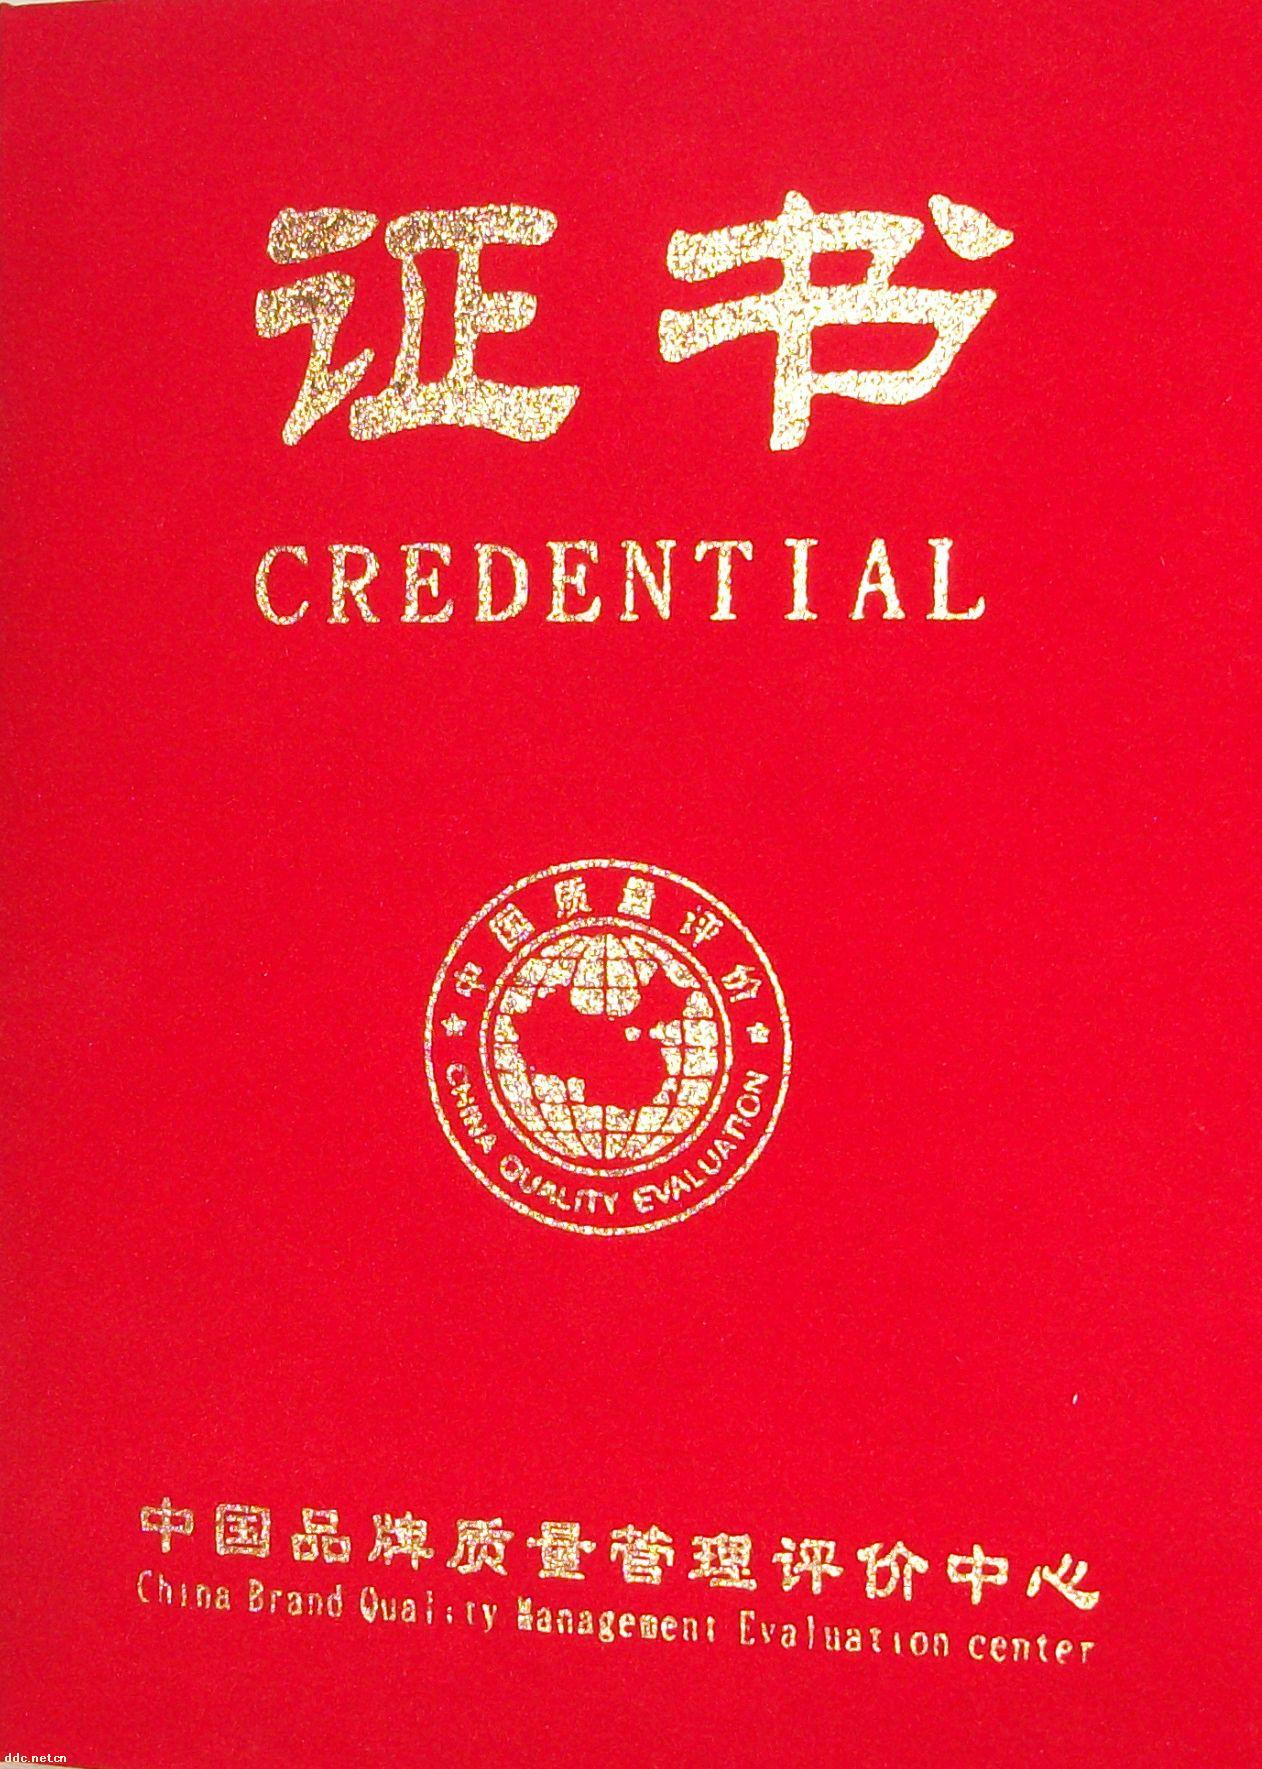 证书
CREDENTIAL
中国质量评价
CHINA QUALITY EVALUATION
中国品牌质量管理评价中心
China Brand Quality Management Evaluation center
ddc.net.cn